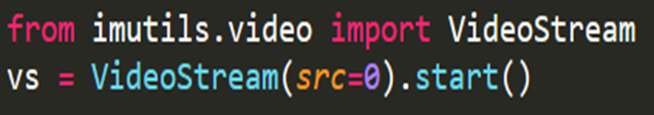 from imutils.video import VideoStream
vs = VideoStream(src=0).start()